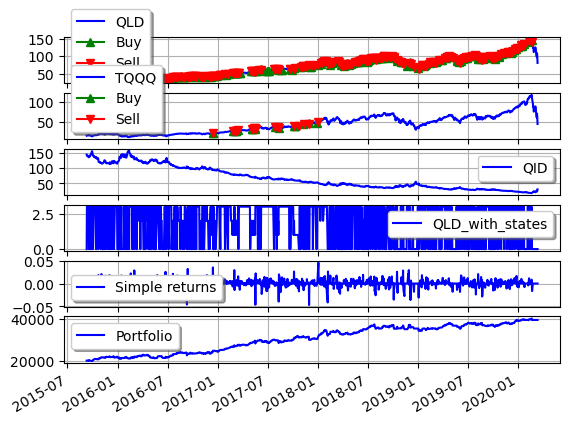 QLD
Buy
Sell
150
100
50
TQQQ
Buy
Sell
100
50
QID
150
100
50
QLD_with_states
2.5
0.0
Simple returns
0.05
0.00
−0.05
Portfolio
40000
20000
2015-07
2016-01
2016-07
2017-01
2017-07
2018-01
2018-07
2019-01
2019-07
2020-01